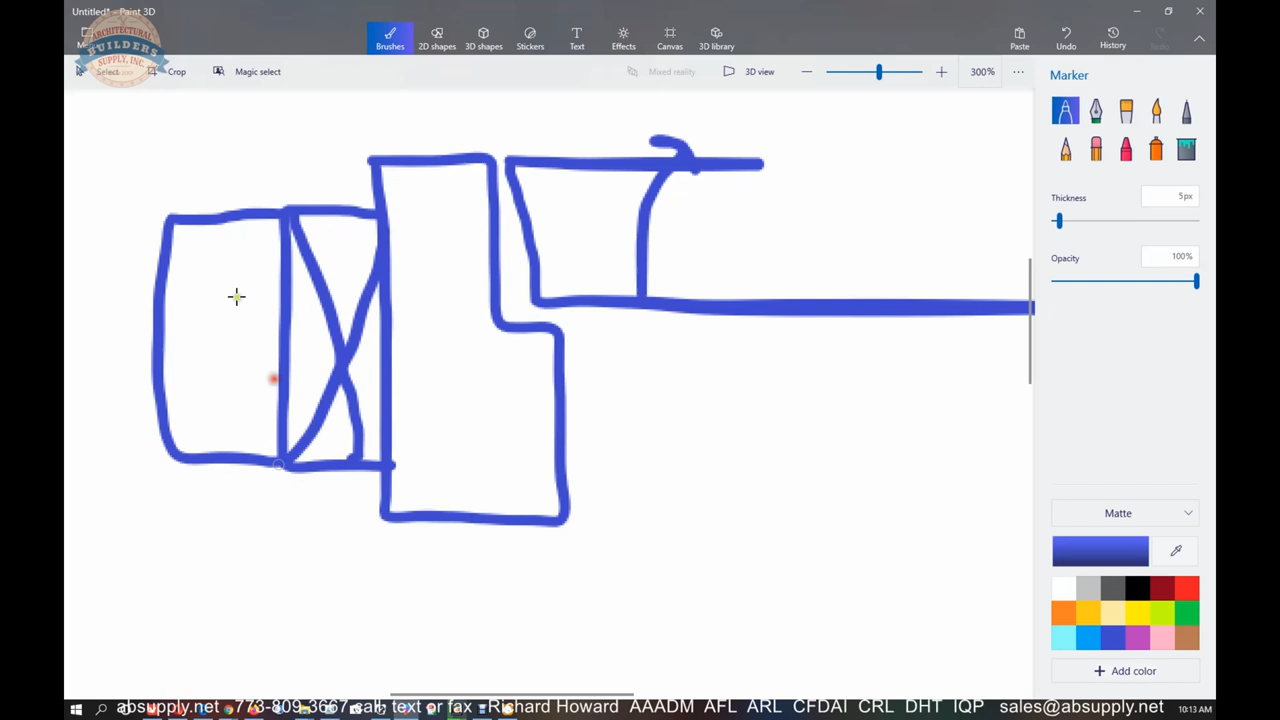 Untitled* - Paint 3D
ARCHITECTURAL
BUILDERS
SUPPLY, INC.
Brushes
2D shapes
3D shapes
Stickers
Text
Effects
Canvas
3D library
Paste
Undo
History
Redo
Select
Crop
Magic select
Mixed reality
3D view
300%
Marker
Thickness
5px
Opacity
100%
Matte
Add color
absupply.net 773-809-3667 call, text or fax Richard Howard AAADM AFL ARL CFDAI CRL DHT IQP sales@absupply.net
10:13 AM